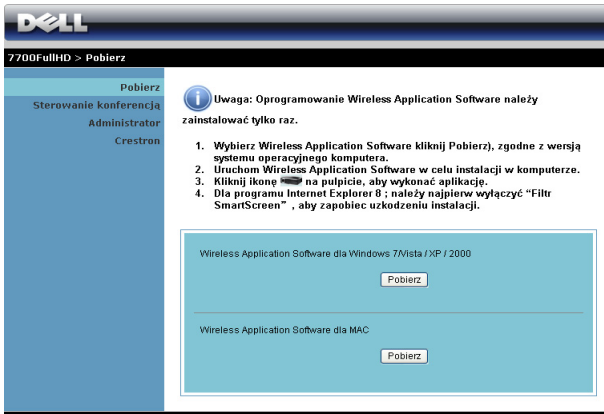 DELL
7700FullHD > Pobierz
Pobierz
Sterowanie konferencją
Administrator
Crestron
Uwaga: Oprogramowanie Wireless Application Software należy
zainstalować tylko raz.
1. Wybierz Wireless Application Software kliknij Pobierz), zgodne z wersją
systemu operacyjnego komputera.
2. Uruchom Wireless Application Software w celu instalacji w komputerze.
3. Kliknij ikonę na pulpicie, aby wykonać aplikację.
4. Dla programu Internet Explorer 8 ; należy najpierw wyłączyć “Filtr
SmartScreen” , aby zapobiec uzkodzeniu instalacji.
Wireless Application Software dla Windows 7/Vista / XP / 2000
Pobierz
Wireless Application Software dla MAC
Pobierz